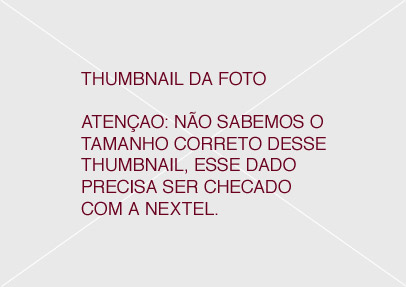 THUMBNAIL DA FOTO
ATENÇAO: NÃO SABEMOS O
TAMANHO CORRETO DESSE
THUMBNAIL, ESSE DADO
PRECISA SER CHECADO
COM A NEXTEL.